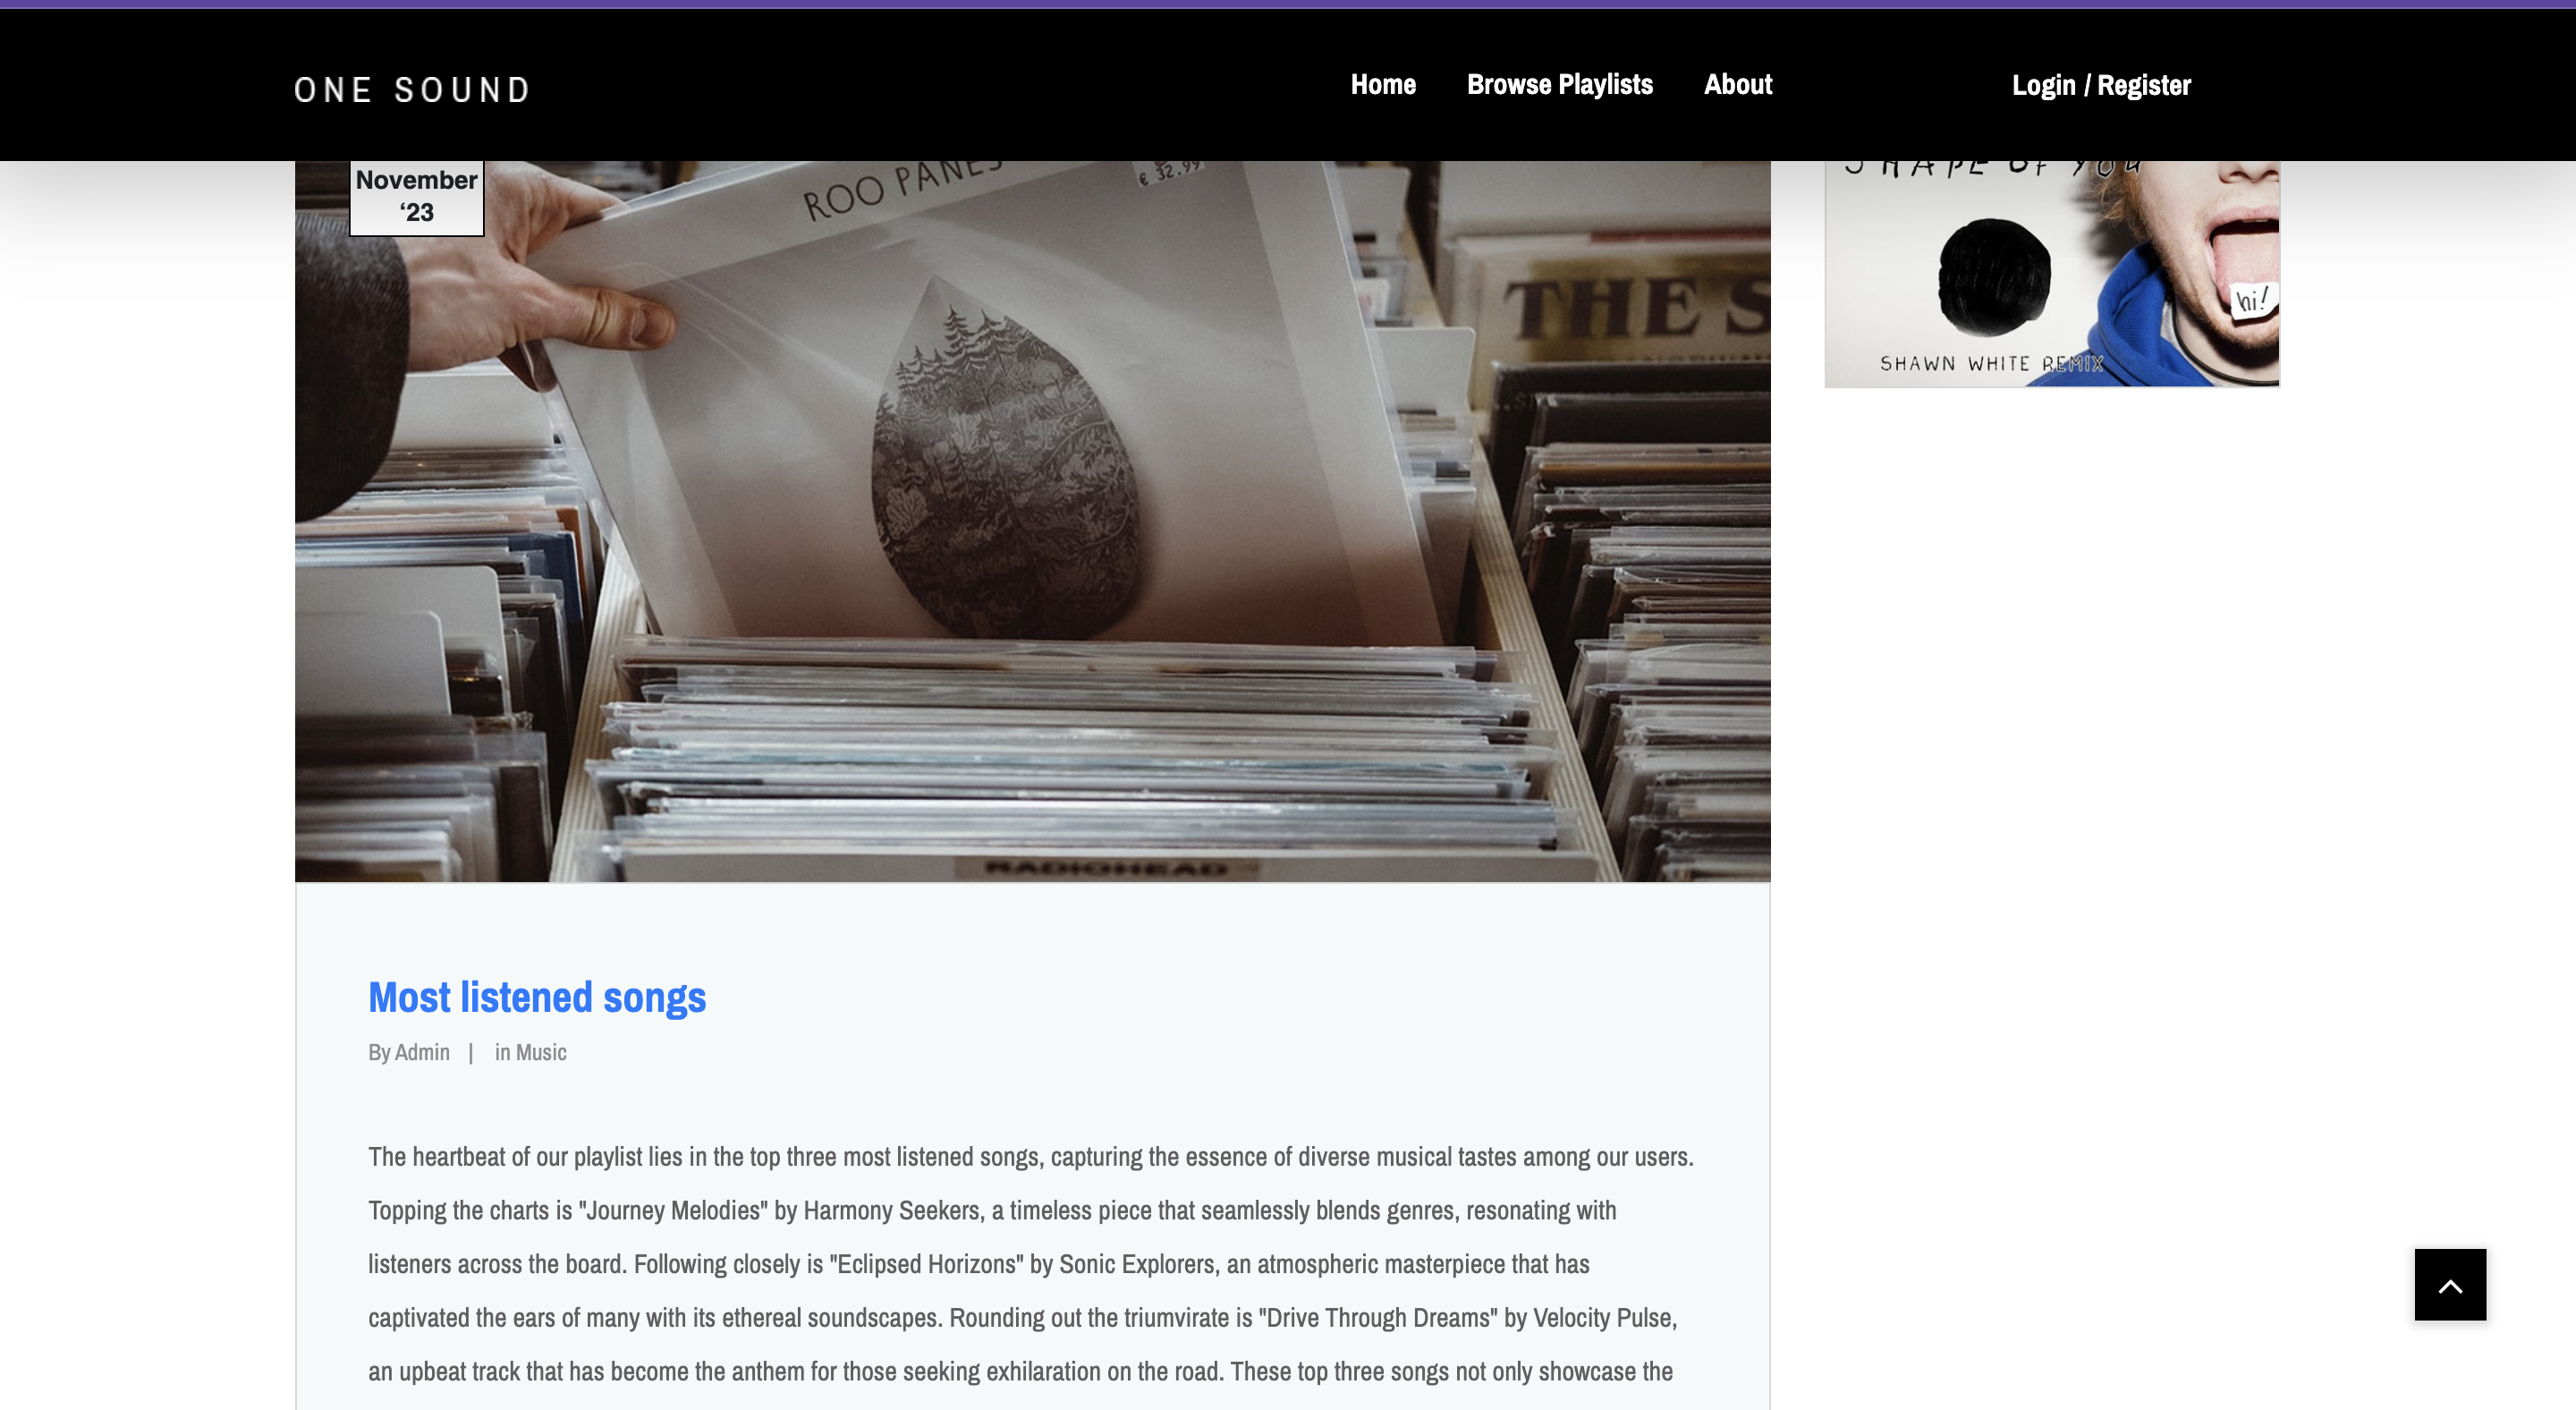 ONE SOUND
Home
Browse Playlists
About
Login / Register
November
‘23
ROO PANES
€ 32.99
THE S
RADIOHEAD
SHAPE OF YOU
hi!
SHAWN WHITE REMIX
Most listened songs
By Admin | in Music
The heartbeat of our playlist lies in the top three most listened songs, capturing the essence of diverse musical tastes among our users.
Topping the charts is "Journey Melodies" by Harmony Seekers, a timeless piece that seamlessly blends genres, resonating with
listeners across the board. Following closely is "Eclipsed Horizons" by Sonic Explorers, an atmospheric masterpiece that has
captivated the ears of many with its ethereal soundscapes. Rounding out the triumvirate is "Drive Through Dreams" by Velocity Pulse,
an upbeat track that has become the anthem for those seeking exhilaration on the road. These top three songs not only showcase the